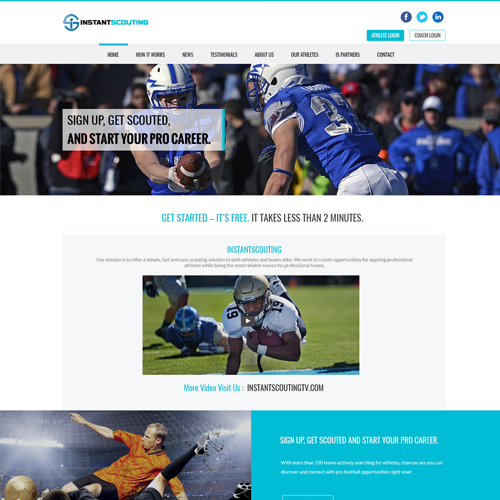 INSTANTSCOUTING
ATHLETE LOGIN
COACH LOGIN
HOME
HOW IT WORKS
NEWS
TESTIMONIALS
ABOUT US
OUR ATHLETES
IS PARTNERS
CONTACT
SIGN UP, GET SCOUTED,
AND START YOUR PRO CAREER.
GET STARTED – IT'S FREE. IT TAKES LESS THAN 2 MINUTES.
INSTANTSCOUTING
Our mission is to offer a simple, fast and easy scouting solution to both athletes and teams alike. We work to create opportunities for aspiring professional
athletes while being the most reliable source for professional teams.
19
19
More Video Visit Us : INSTANTSCOUTINGTV.COM
SIGN UP, GET SCOUTED AND START YOUR PRO CAREER.
With more than 100 teams actively searching for athletes, chances are you can
discover and connect with pro football opportunities right now!